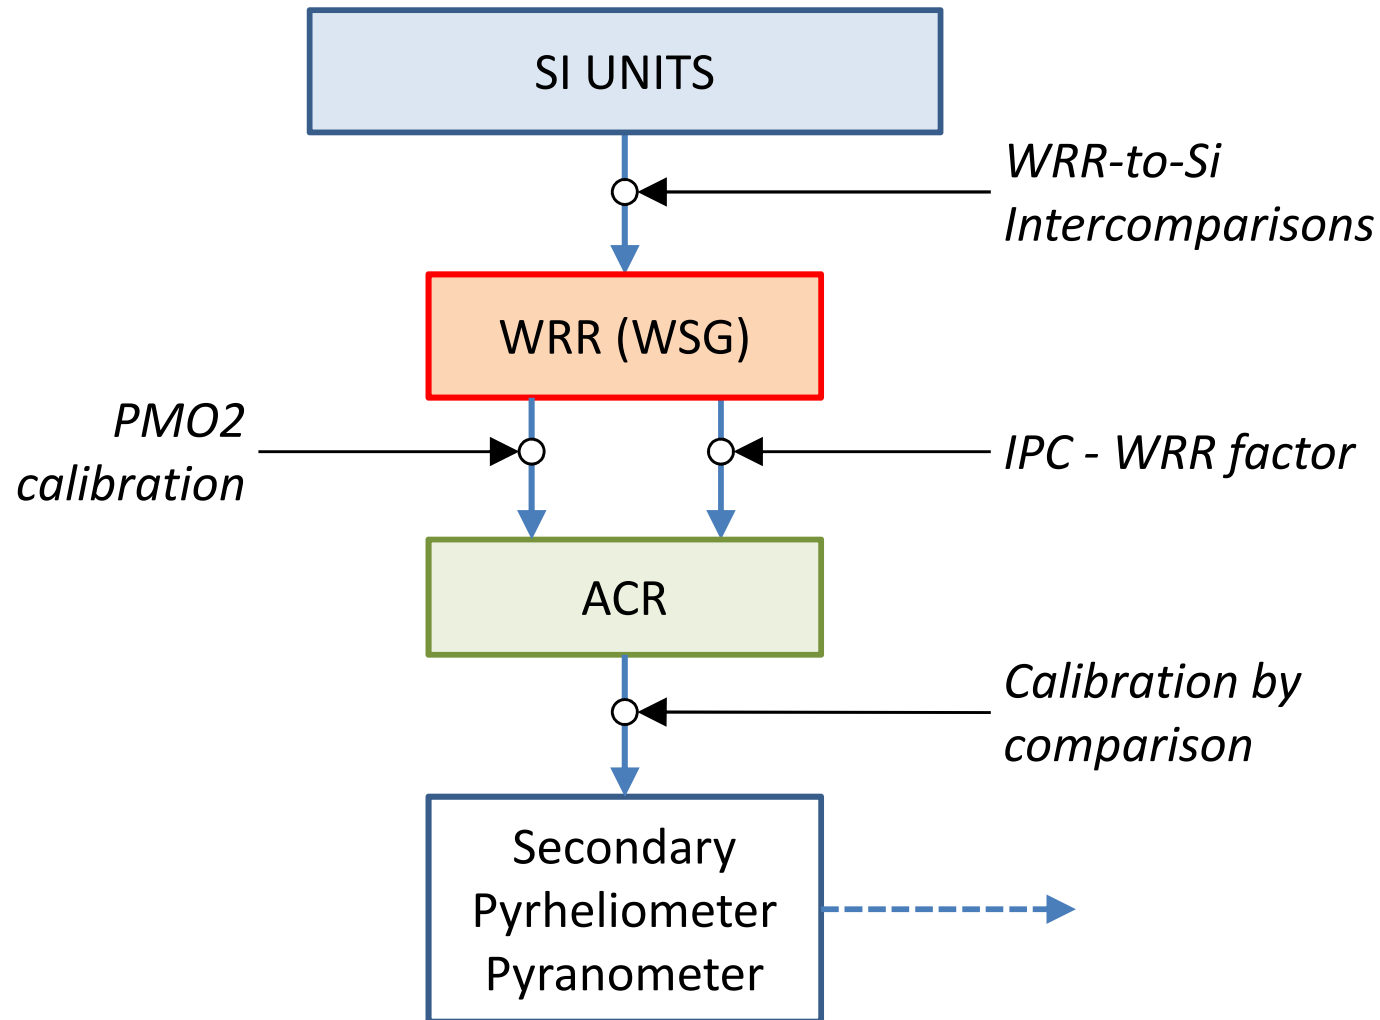 SI UNITS
WRR-to-Si
Intercomparisons
WRR (WSG)
PMO2
calibration
IPC - WRR factor
ACR
Calibration by
comparison
Secondary
Pyrheliometer
Pyranometer